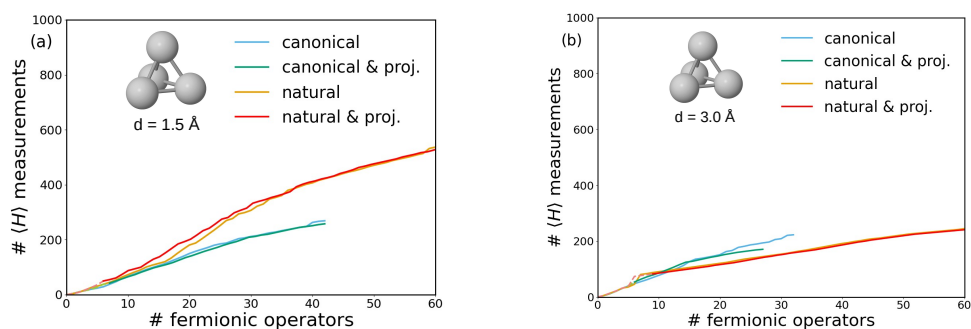 (a)
d = 1.5 Å
canonical
canonical & proj.
natural
natural & proj.
# ⟨H⟩ measurements
1000
800
600
400
200
0
0 10 20 30 40 50 60
# fermionic operators
(b)
d = 3.0 Å
canonical
canonical & proj.
natural
natural & proj.
# ⟨H⟩ measurements
1000
800
600
400
200
0
0 10 20 30 40 50 60
# fermionic operators